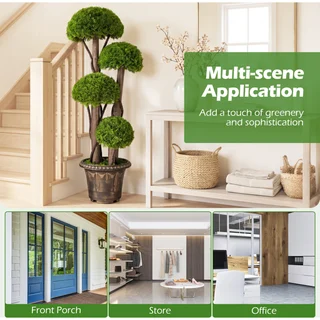 Multi-scene
Application
Add a touch of greenery
and sophistication
Front Porch
Store
Office